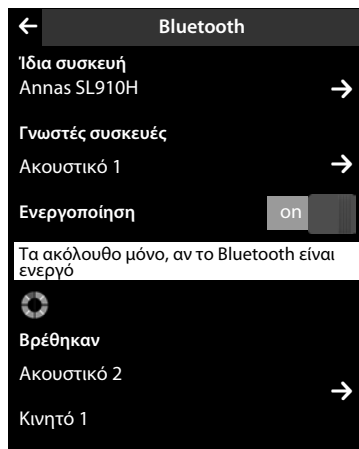 Bluetooth
Ίδια συσκευή
Annas SL910H
Γνωστές συσκευές
Ακουστικό 1
Ενεργοποίηση on
Τα ακόλουθο μόνο, αν το Bluetooth είναι
ενεργό
Βρέθηκαν
Ακουστικό 2
Κινητό 1